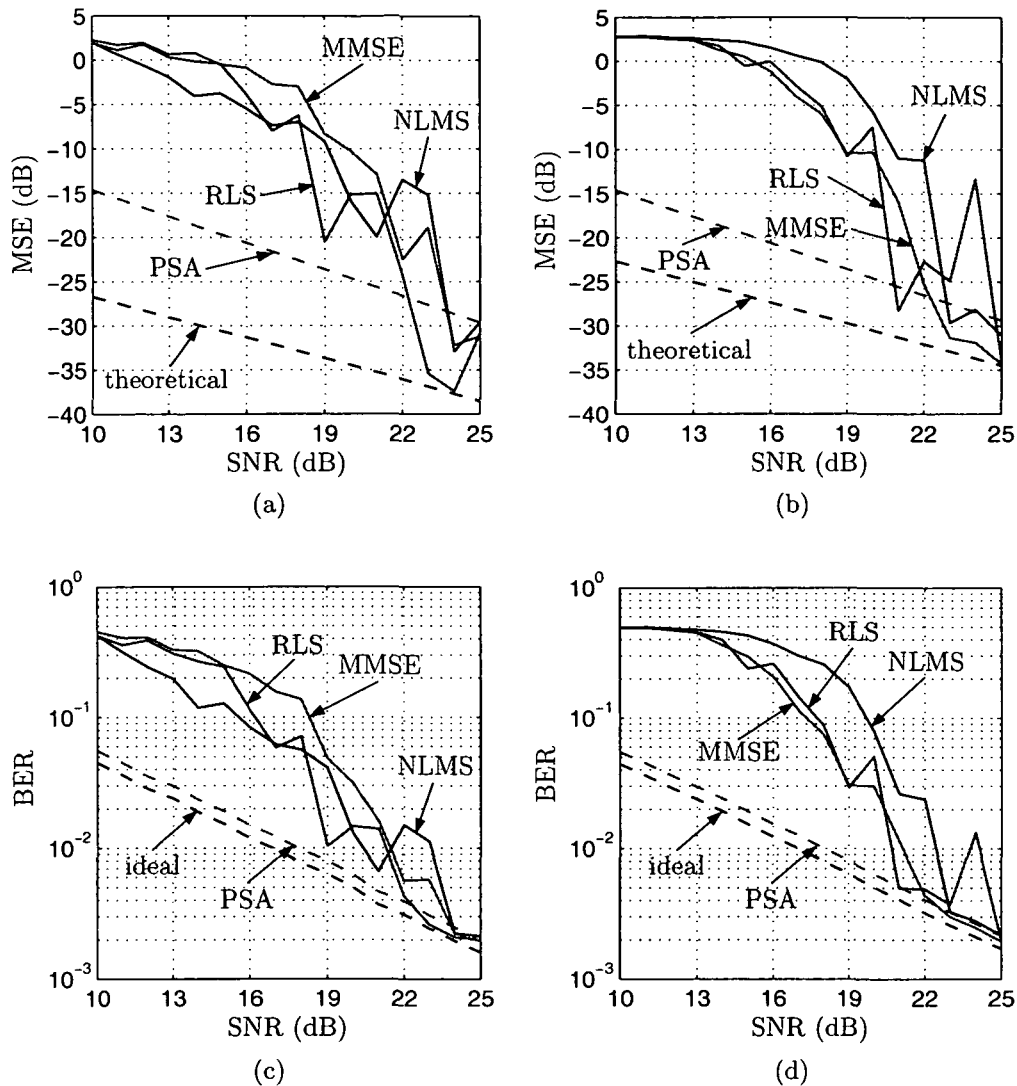 5
0
−5
−10
−15
−20
−25
−30
−35
−40
MSE (dB)
MMSE
NLMS
RLS
PSA
theoretical
10 13 16 19 22 25
SNR (dB)
(a)
5
0
−5
−10
−15
−20
−25
−30
−35
−40
MSE (dB)
NLMS
RLS
MMSE
PSA
theoretical
10 13 16 19 22 25
SNR (dB)
(b)
10^0
10^-1
10^-2
10^-3
BER
RLS
MMSE
NLMS
ideal
PSA
10 13 16 19 22 25
SNR (dB)
(c)
10^0
10^-1
10^-2
10^-3
BER
RLS
NLMS
MMSE
ideal
PSA
10 13 16 19 22 25
SNR (dB)
(d)